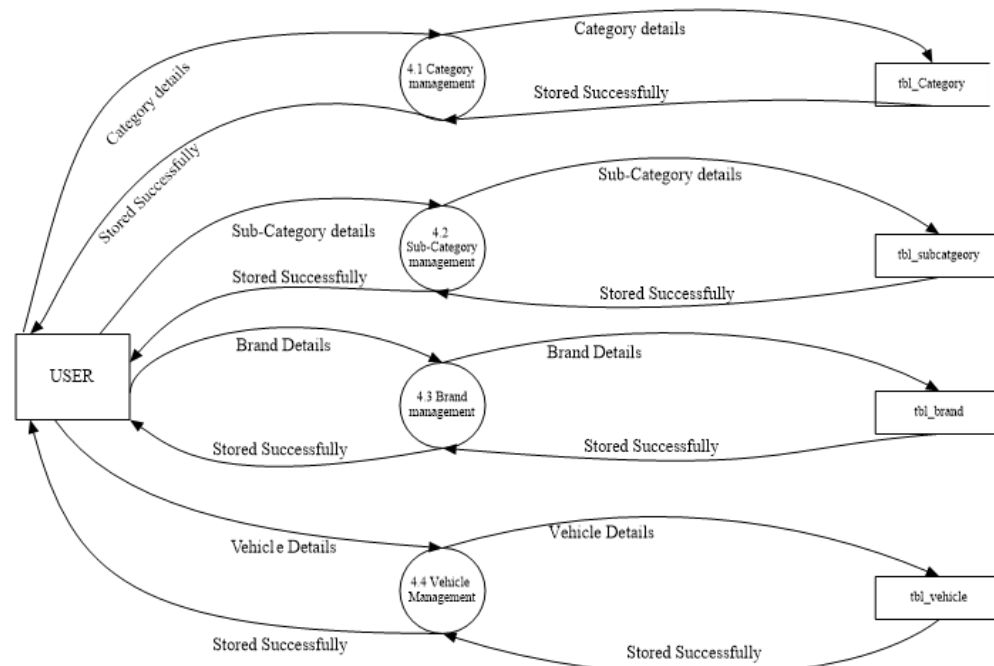 Category details
Category details
4.1 Category
management
tbl_Category
Stored Successfully
Stored Successfully
Sub-Category details
Sub-Category details
4.2
Sub-Category
management
tbl_subcatgeory
Stored Successfully
Stored Successfully
USER
Brand Details
Brand Details
4.3 Brand
management
tbl_brand
Stored Successfully
Stored Successfully
Vehicle Details
Vehicle Details
4.4 Vehicle
Management
tbl_vehicle
Stored Successfully
Stored Successfully